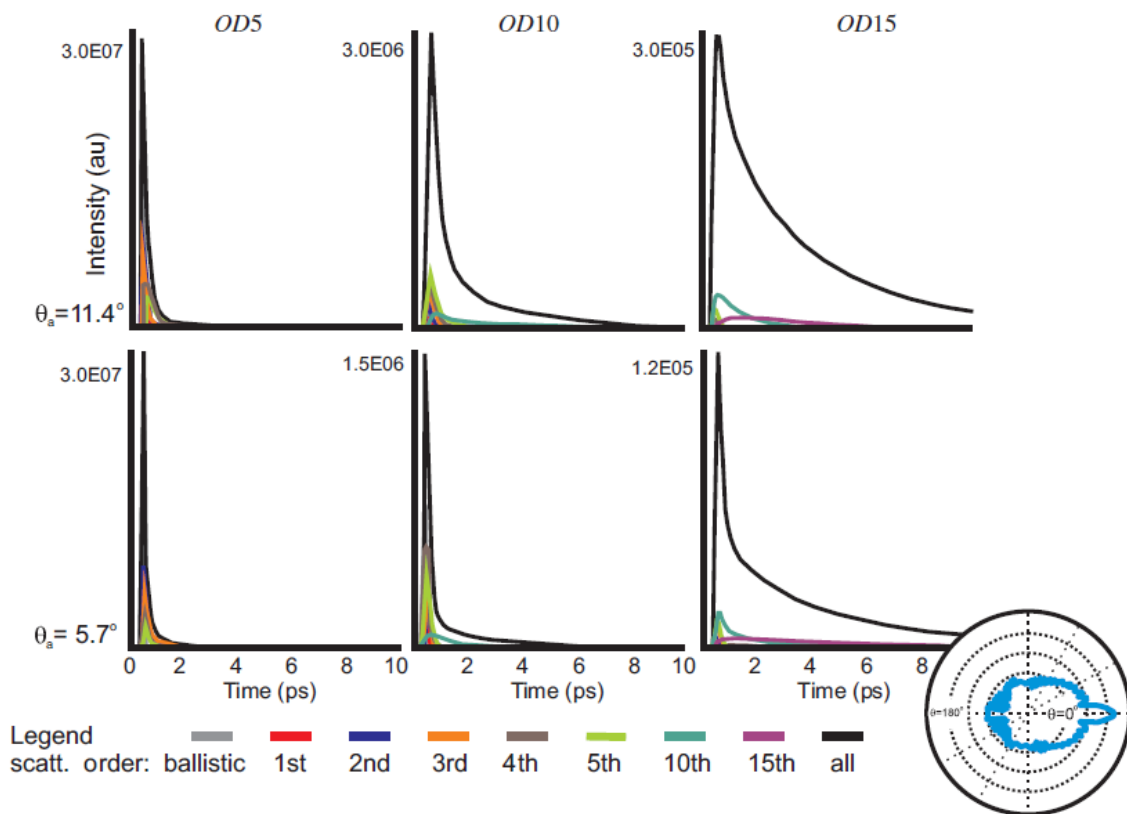 OD5 OD10 OD15
3.0E07 3.0E06 3.0E05
Intensity (au)
θa=11.4°
3.0E07 1.5E06 1.2E05
θa= 5.7°
0 2 4 6 8 10 2 4 6 8 10 2 4 6 8
Time (ps) Time (ps) Time (ps)
θ=180° θ=0°
Legend
scatt. order: ballistic 1st 2nd 3rd 4th 5th 10th 15th all